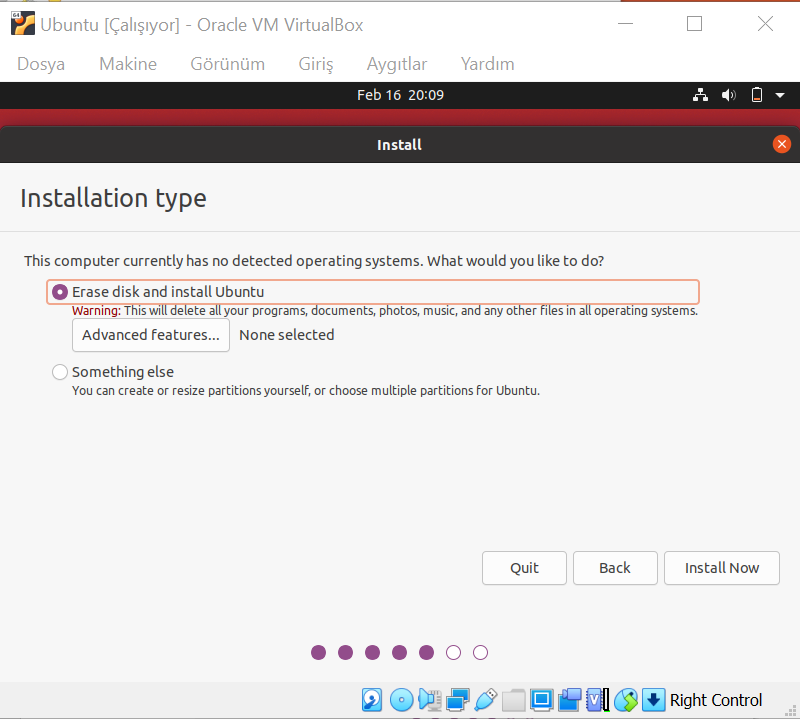 Ubuntu [Çalışıyor] - Oracle VM VirtualBox
Dosya Makine Görünüm Giriş Aygıtlar Yardım
Feb 16 20:09
Install
Installation type
This computer currently has no detected operating systems. What would you like to do?
Erase disk and install Ubuntu
Warning: This will delete all your programs, documents, photos, music, and any other files in all operating systems.
Advanced features... None selected
Something else
You can create or resize partitions yourself, or choose multiple partitions for Ubuntu.
Quit Back Install Now
Right Control